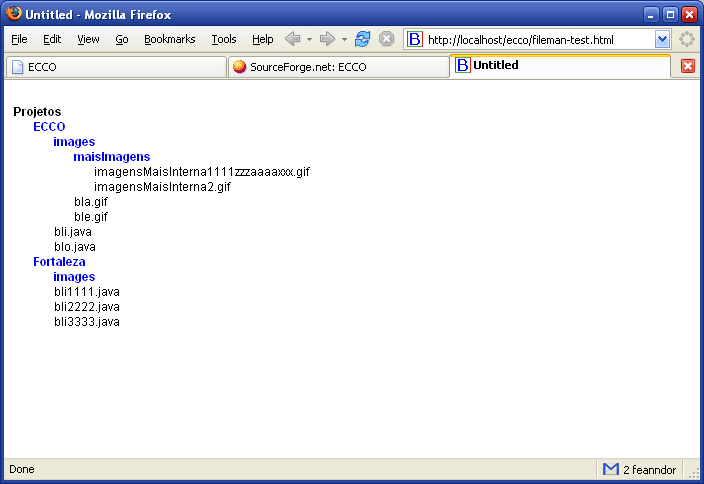 Untitled - Mozilla Firefox
File Edit View Go Bookmarks Tools Help http://localhost/ecco/fileman-test.html
ECCO SourceForge.net: ECCO Untitled
Projetos
ECCO
images
maisImagens
imagensMaisInterna1111zzzaaaaxxx.gif
imagensMaisInterna2.gif
bla.gif
ble.gif
bli.java
blo.java
Fortaleza
images
bli1111.java
bli2222.java
bli3333.java
Done 2 feanndor